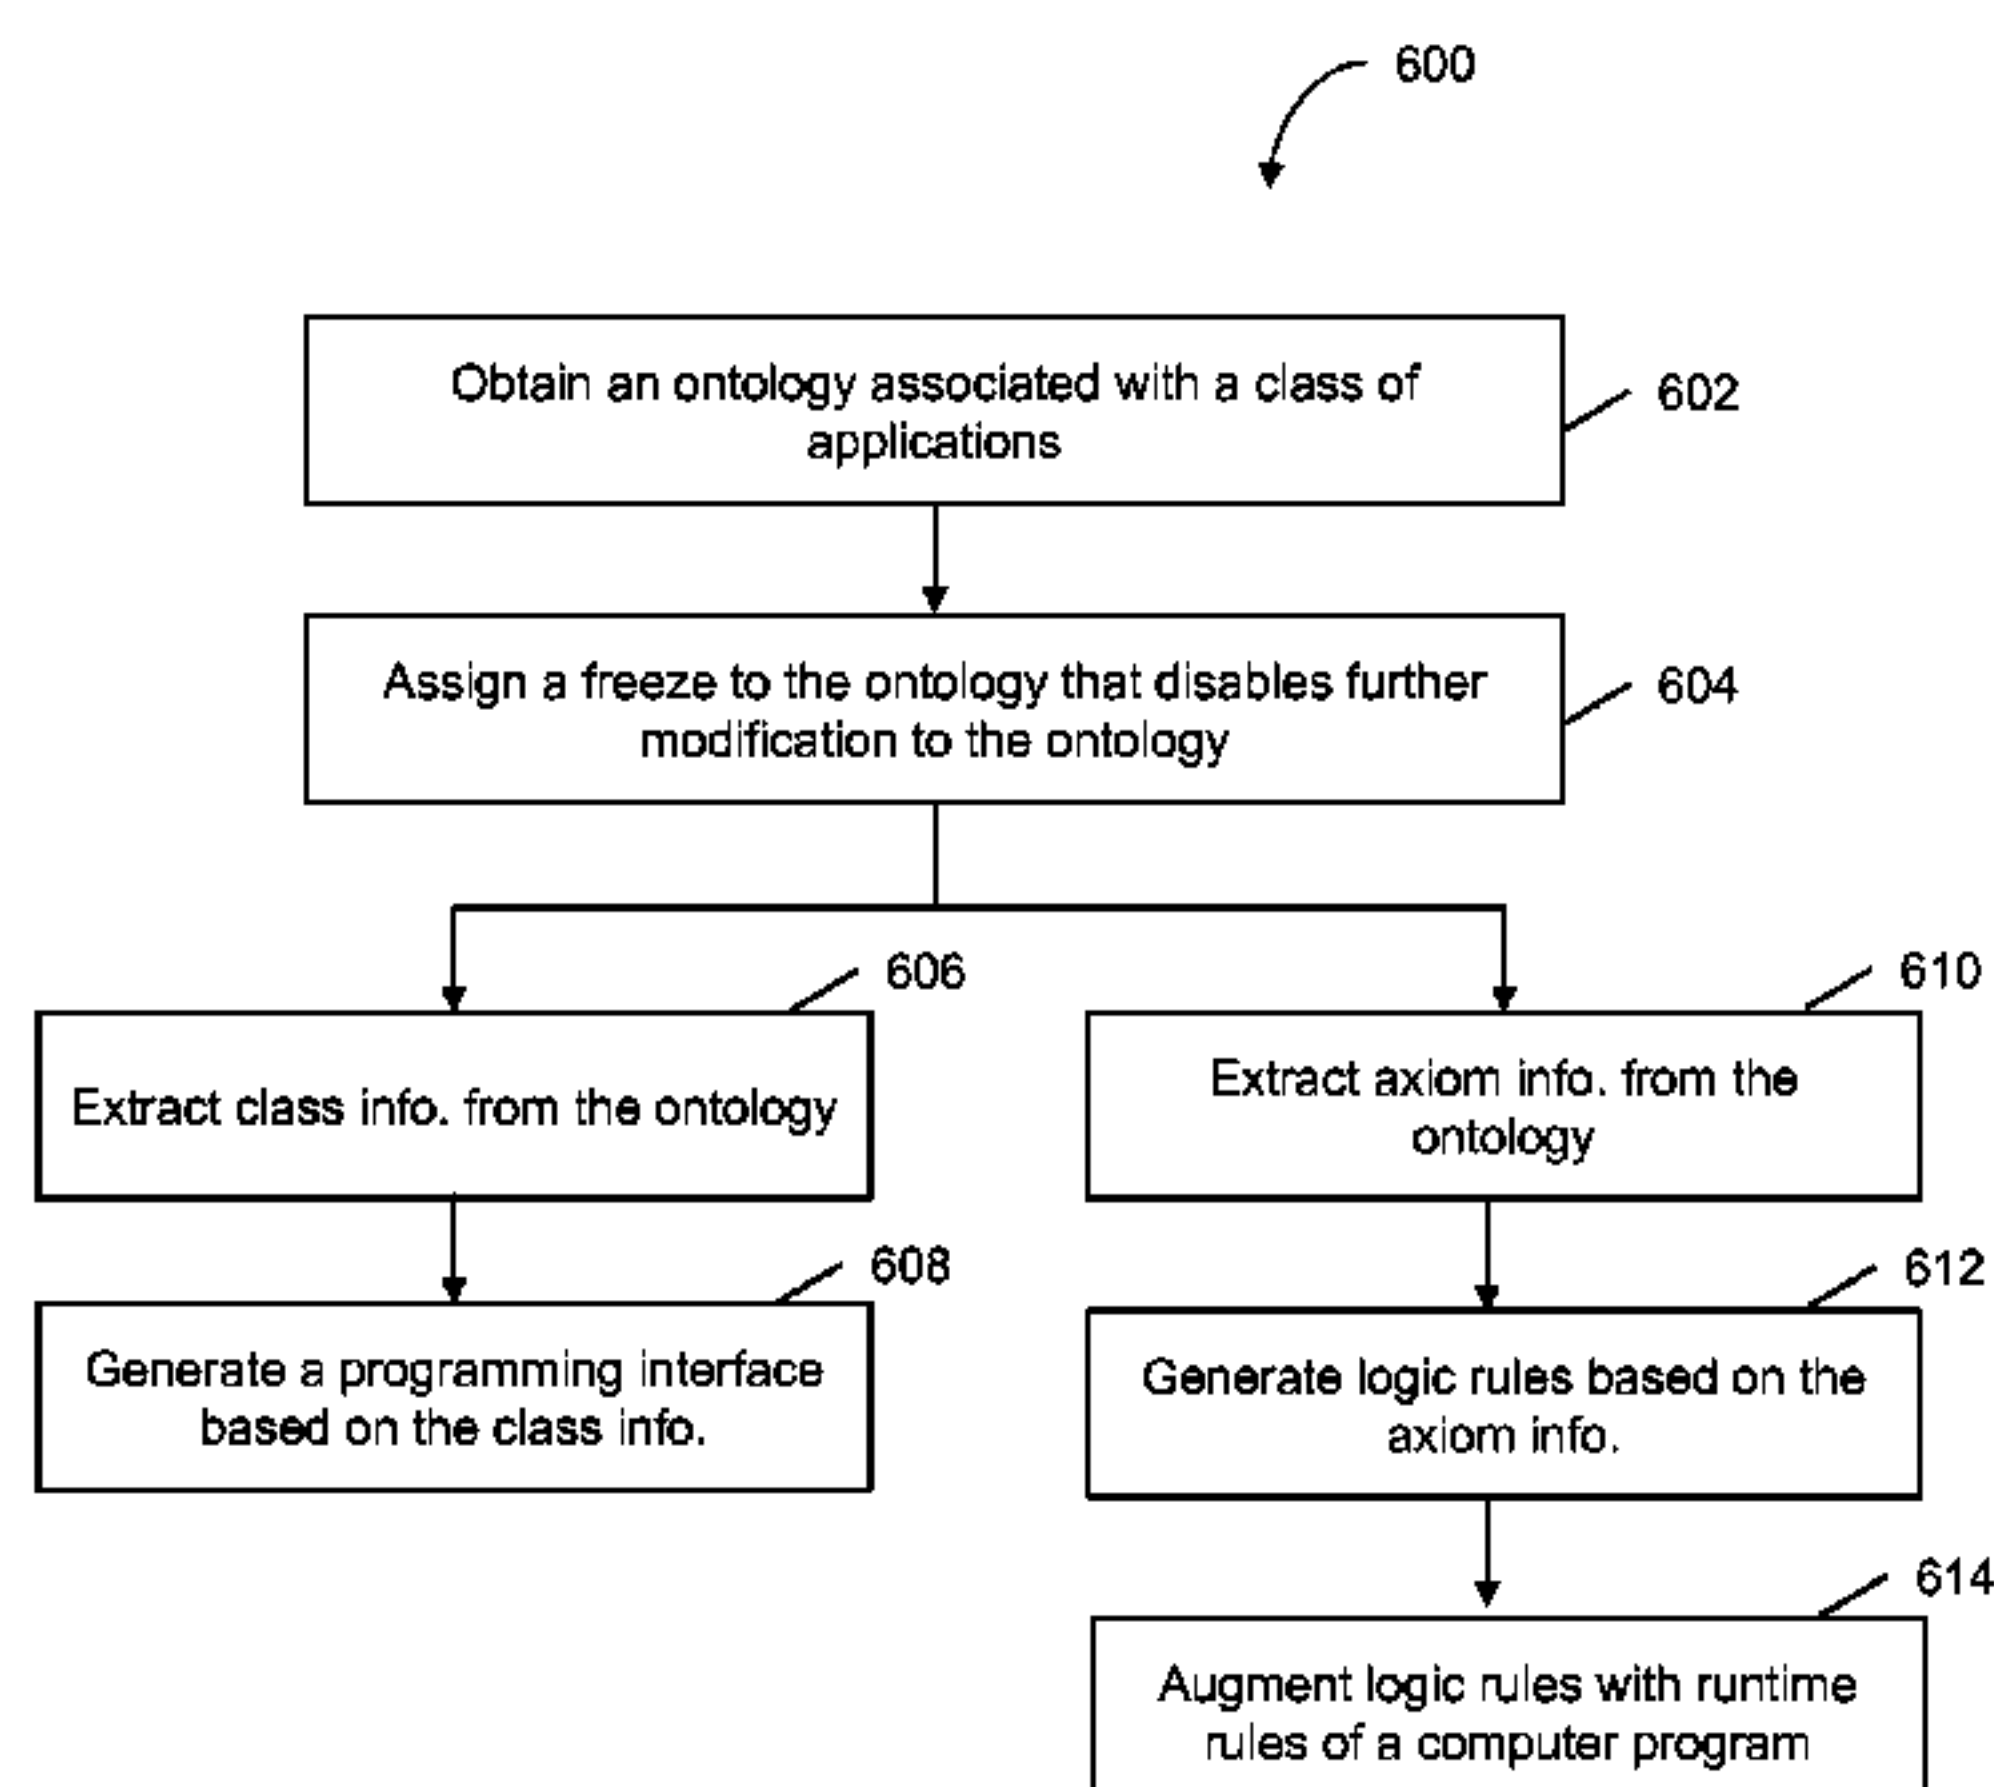 600
Obtain an ontology associated with a class of
applications
602
Assign a freeze to the ontology that disables further
modification to the ontology
604
606
Extract class info. from the ontology
610
Extract axiom info. from the
ontology
608
Generate a programming interface
based on the class info.
612
Generate logic rules based on the
axiom info.
614
Augment logic rules with runtime
rules of a computer program